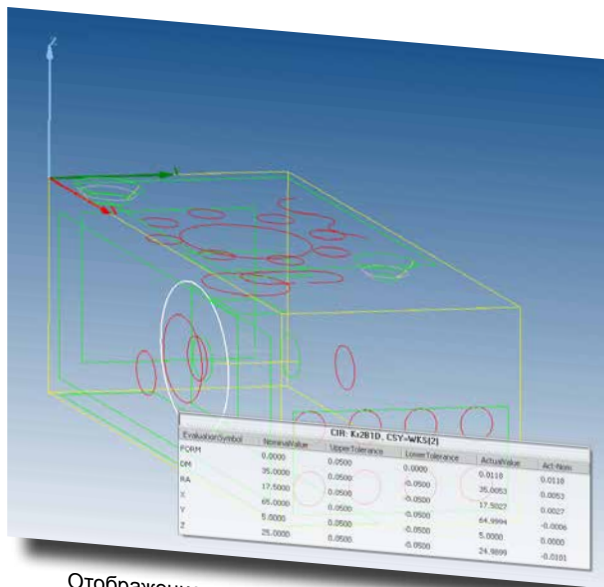 Z
CIR: Kr2B1D, CSY=WKS[2]
EvaluationSymbol NominalValue UpperTolerance LowerTolerance ActualValue Act-Nom
FORM 0.0000 0.0500 0.0000 0.0118 0.0118
DM 35.0000 0.0500 -0.0500 35.0053 0.0053
RA 17.5000 0.0500 -0.0500 17.5027 0.0027
X 65.0000 0.0500 -0.0500 64.9994 -0.0006
Y 5.0000 0.0500 -0.0500 5.0000 0.0000
Z 25.0000 0.0500 -0.0500 24.9899 -0.0101